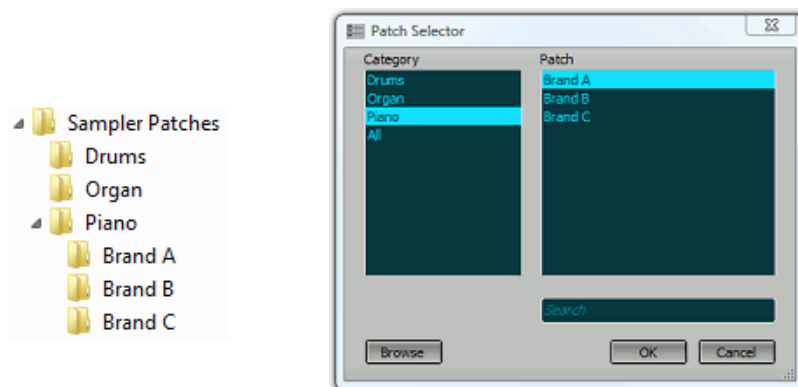 Sampler Patches
Drums
Organ
Piano
Brand A
Brand B
Brand C
Patch Selector
Category
Drums
Organ
Piano
All
Patch
Brand A
Brand B
Brand C
Search
Browse
OK
Cancel